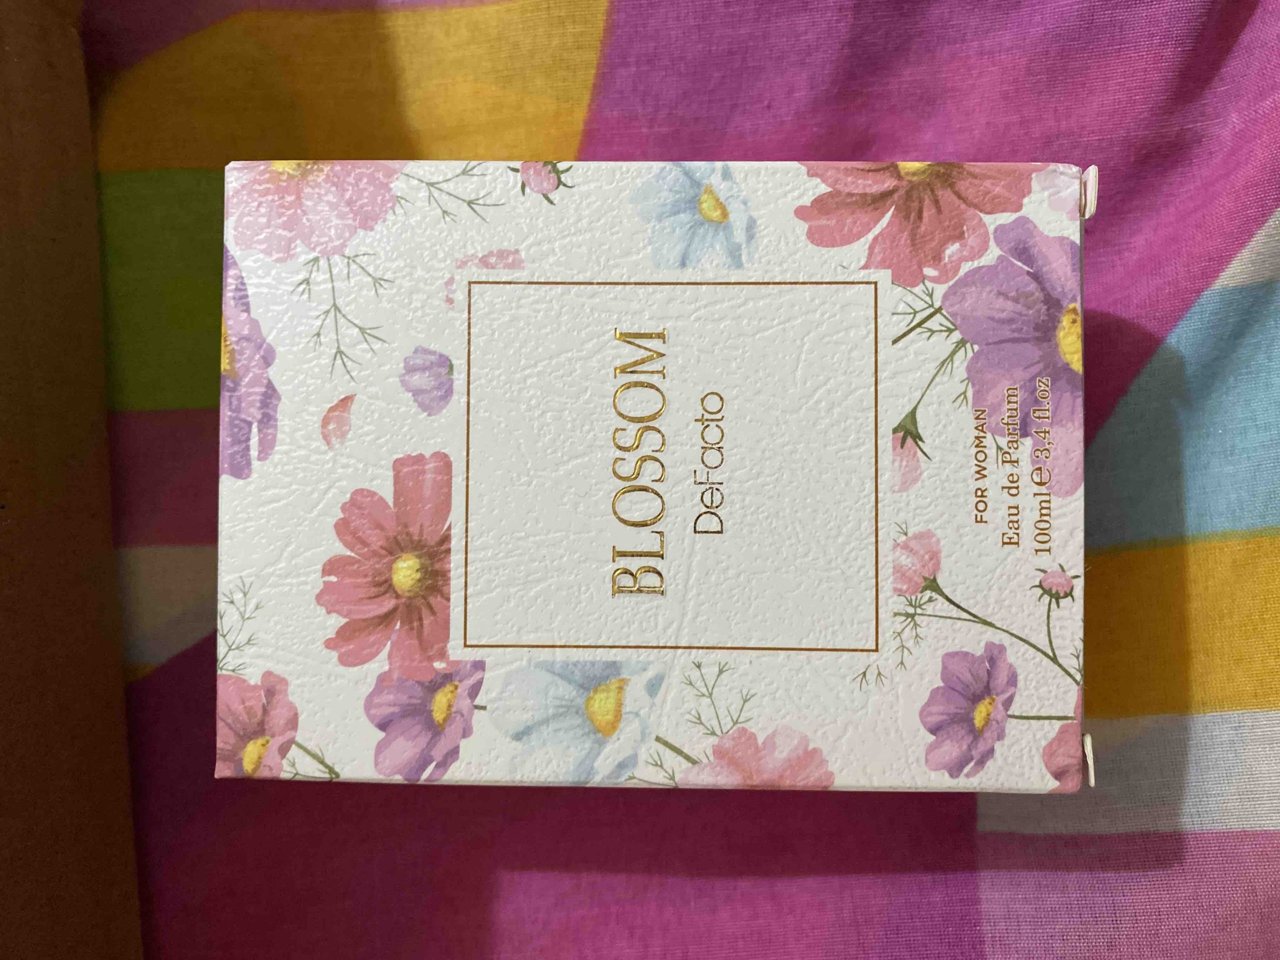 BLOSSOM
DeFacto
FOR WOMAN
Eau de Parfum
100ml ℮ 3,4 fl.oz